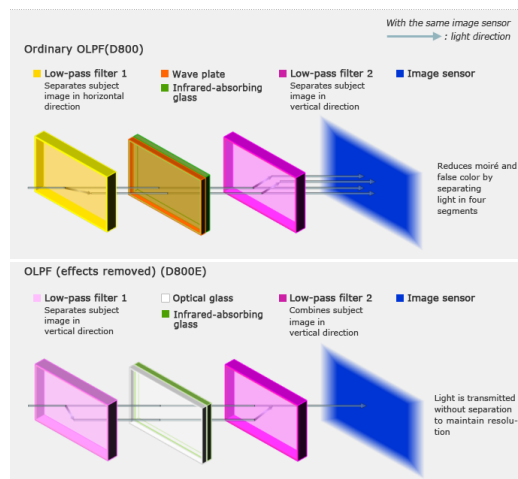 With the same image sensor
: light direction
Ordinary OLPF(D800)
Low-pass filter 1
Separates subject
image in horizontal
direction
Wave plate
Infrared-absorbing
glass
Low-pass filter 2
Separates subject
image in
vertical direction
Image sensor
Reduces moiré and
false color by
separating
light in four
segments
OLPF (effects removed) (D800E)
Low-pass filter 1
Separates subject
image in
vertical direction
Optical glass
Infrared-absorbing
glass
Low-pass filter 2
Combines subject
image in
vertical direction
Image sensor
Light is transmitted
without separation
to maintain resolu-
tion